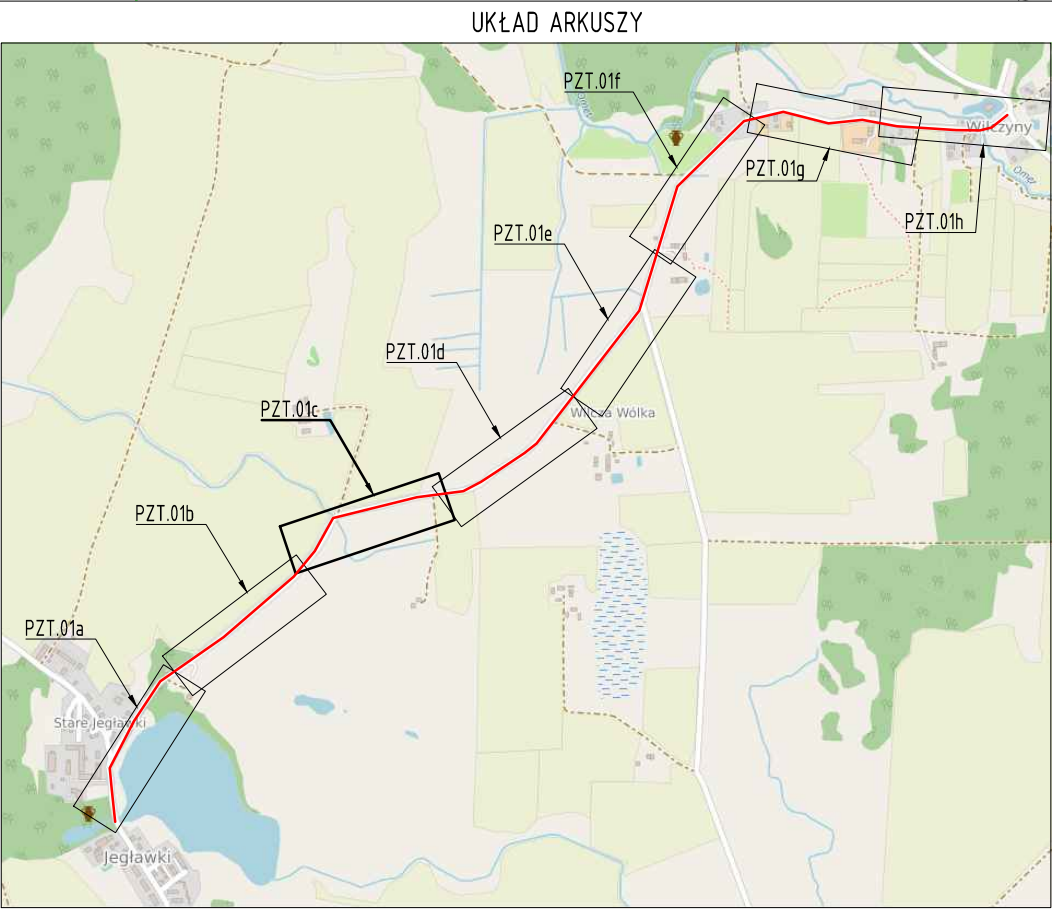 UKŁAD ARKUSZY
PZT.01f
Omet
Wilczyny
PZT.01g
Omet
PZT.01h
PZT.01e
PZT.01d
PZT.01c
Wilcza Wólka
PZT.01b
PZT.01a
Stare Jegławki
Jegławki